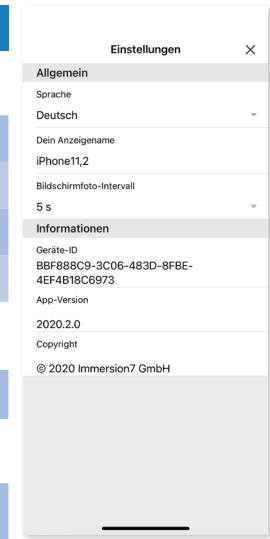 Einstellungen
Allgemein
Sprache
Deutsch
Dein Anzeigename
iPhone11,2
Bildschirmfoto-Intervall
5 s
Informationen
Geräte-ID
BBF888C9-3C06-483D-8FBE-
4EF4B18C6973
App-Version
2020.2.0
Copyright
© 2020 Immersion7 GmbH